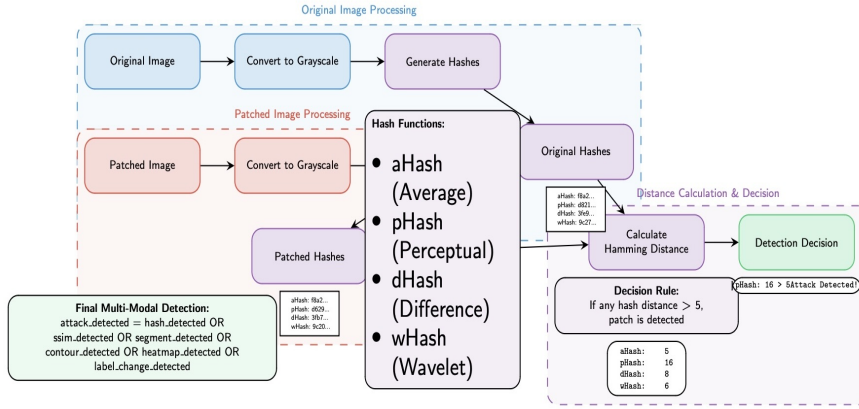 Original Image Processing
Original Image
Convert to Grayscale
Generate Hashes
Patched Image Processing
Patched Image
Convert to Grayscale
Hash Functions:
• aHash
(Average)
• pHash
(Perceptual)
• dHash
(Difference)
• wHash
(Wavelet)
Original Hashes
aHash: f8a2...
pHash: d821...
dHash: 3fe9...
wHash: 9c27...
Patched Hashes
aHash: f8a2...
pHash: d629...
dHash: 3fb7...
wHash: 9c20...
Distance Calculation & Decision
Calculate
Hamming Distance
Detection Decision
Decision Rule:
If any hash distance > 5,
patch is detected
pHash: 16 > 5Attack Detected!
aHash: 5
pHash: 16
dHash: 8
wHash: 6
Final Multi-Modal Detection:
attack_detected = hash_detected OR
ssim_detected OR segment_detected OR
contour_detected OR heatmap_detected OR
label_change_detected